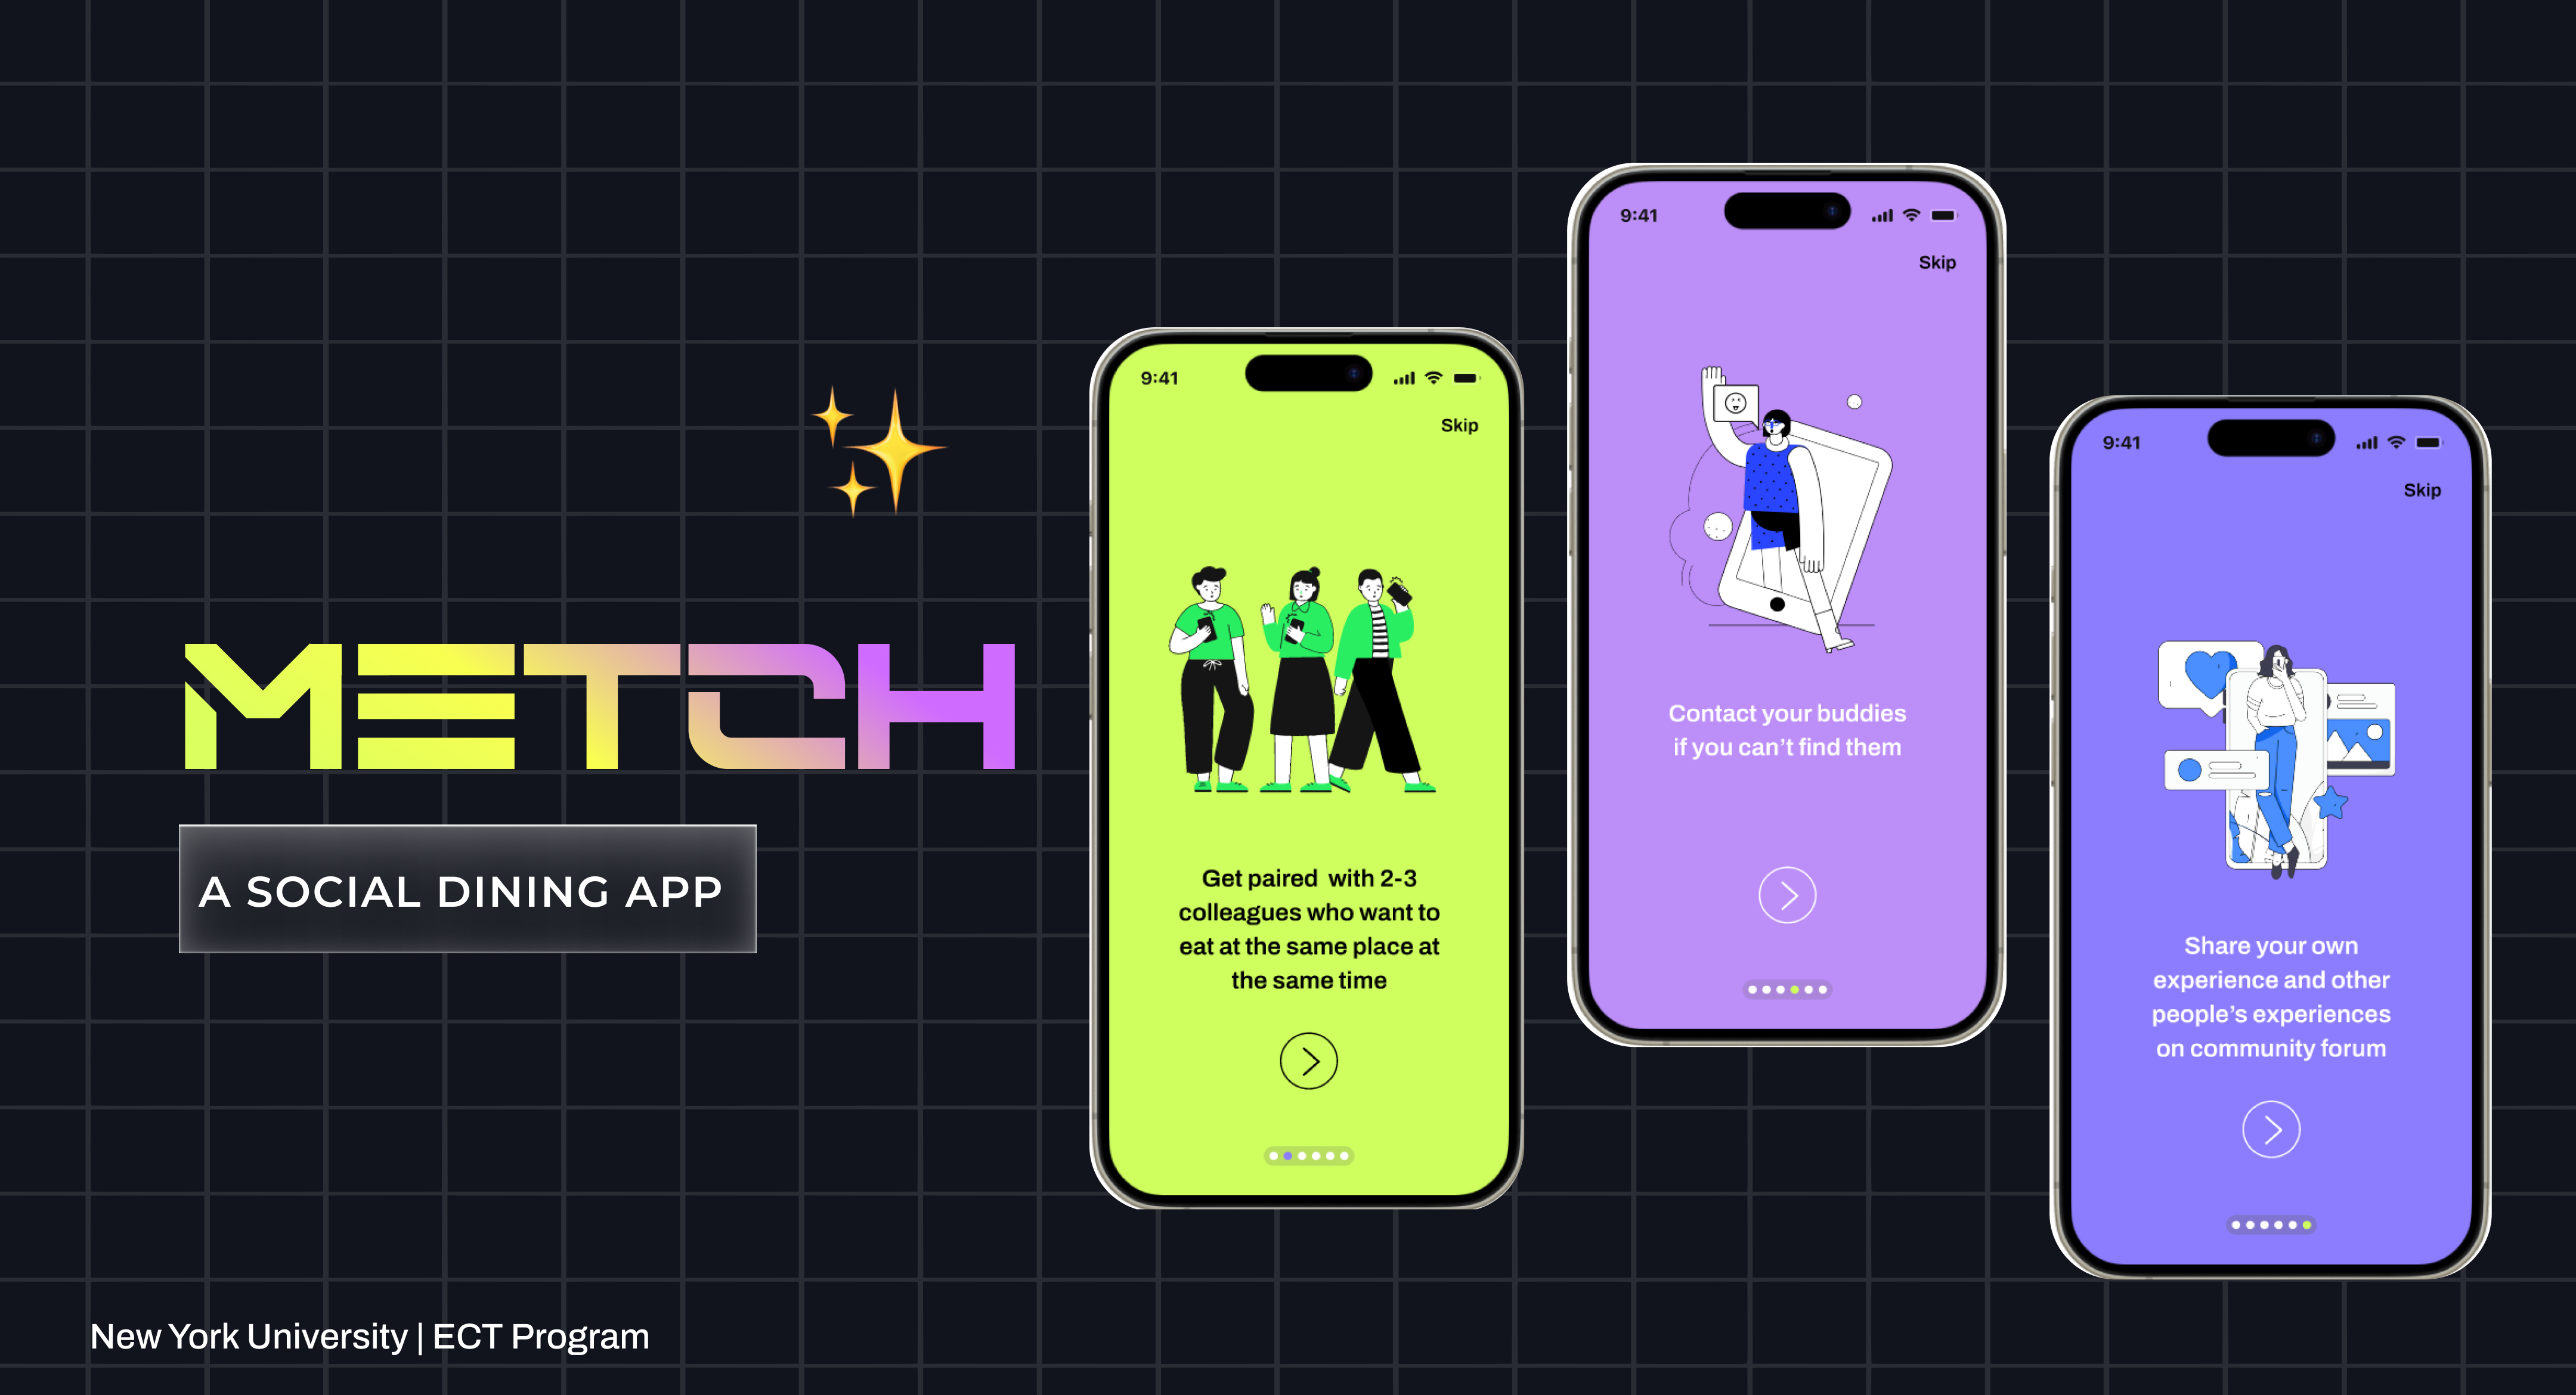 METCH
A SOCIAL DINING APP
New York University | ECT Program
9:41
Skip
Get paired with 2-3
colleagues who want to
eat at the same place at
the same time
9:41
Skip
Contact your buddies
if you can’t find them
9:41
Skip
Share your own
experience and other
people’s experiences
on community forum